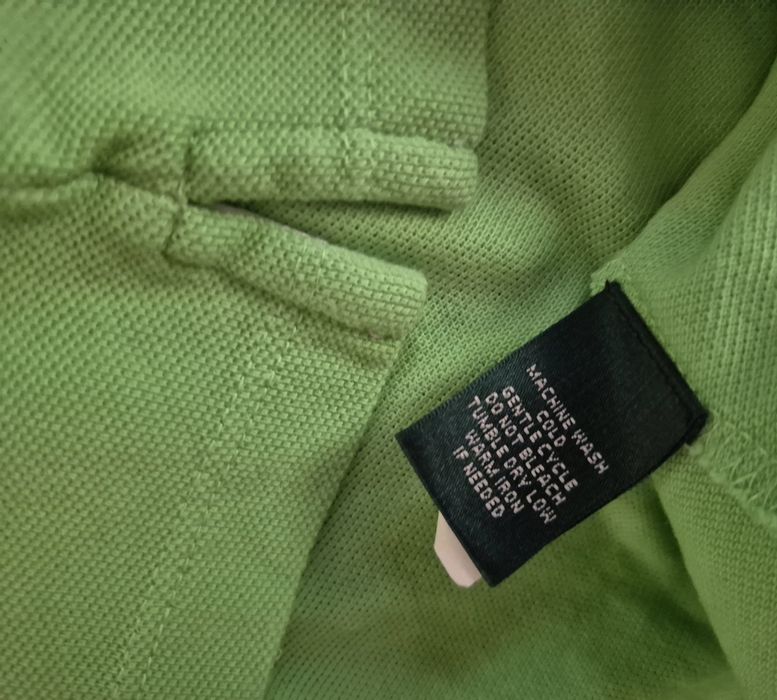 MACHINE WASH
COLD
GENTLE CYCLE
DO NOT BLEACH
TUMBLE DRY LOW
WARM IRON
IF NEEDED